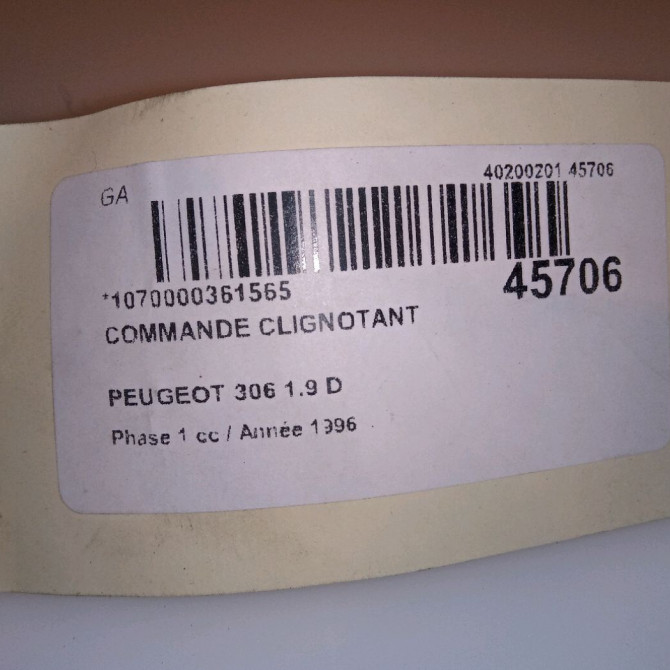 GA
40200201 45706
*1070000361565
45706
COMMANDE CLIGNOTANT
PEUGEOT 306 1.9 D
Phase 1 cc / Année 1996